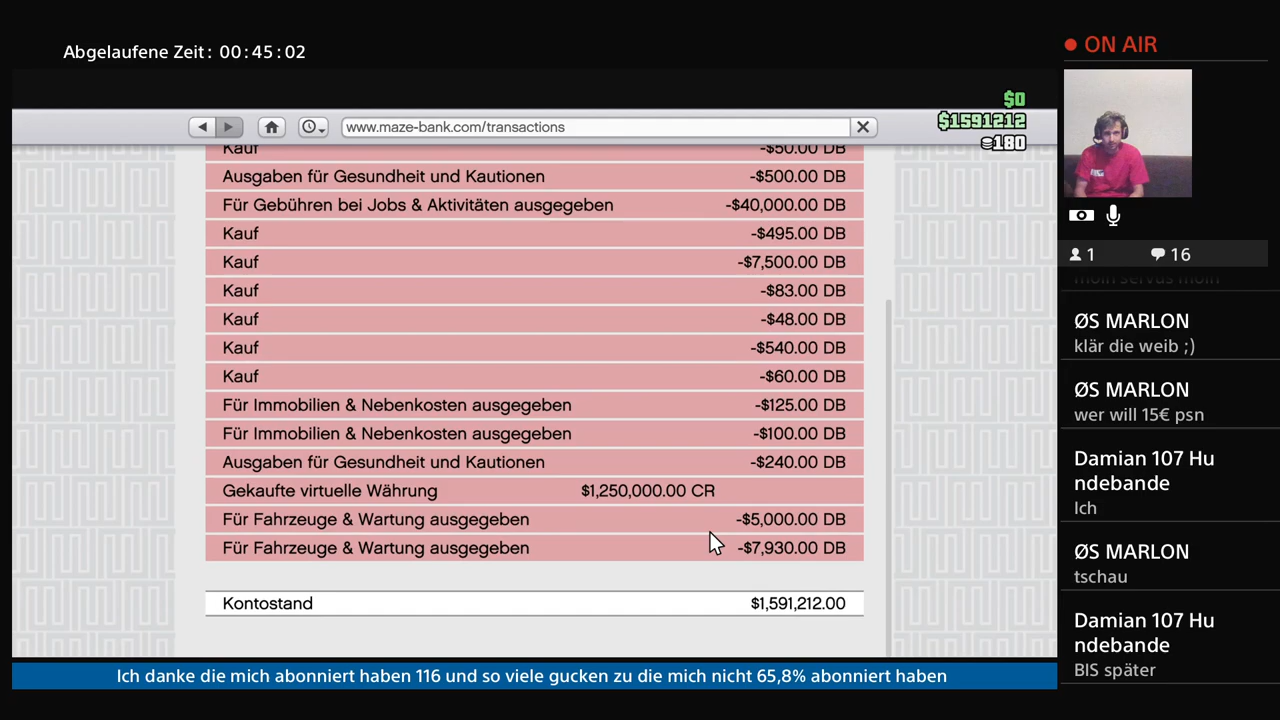 Abgelaufene Zeit: 00:45:02
ON AIR
$0
$1591212
180
www.maze-bank.com/transactions
Kauf -$50.00 DB
Ausgaben für Gesundheit und Kautionen -$500.00 DB
Für Gebühren bei Jobs & Aktivitäten ausgegeben -$40,000.00 DB
Kauf -$495.00 DB
Kauf -$7,500.00 DB
Kauf -$83.00 DB
Kauf -$48.00 DB
Kauf -$540.00 DB
Kauf -$60.00 DB
Für Immobilien & Nebenkosten ausgegeben -$125.00 DB
Für Immobilien & Nebenkosten ausgegeben -$100.00 DB
Ausgaben für Gesundheit und Kautionen -$240.00 DB
Gekaufte virtuelle Währung $1,250,000.00 CR
Für Fahrzeuge & Wartung ausgegeben -$5,000.00 DB
Für Fahrzeuge & Wartung ausgegeben -$7,930.00 DB
Kontostand $1,591,212.00
Ich danke die mich abonniert haben 116 und so viele gucken zu die mich nicht 65,8% abonniert haben
1 16
moin servus moin
ØS MARLON
klär die weib ;)
ØS MARLON
wer will 15€ psn
Damian 107 Hu
ndebande
Ich
ØS MARLON
tschau
Damian 107 Hu
ndebande
BIS später